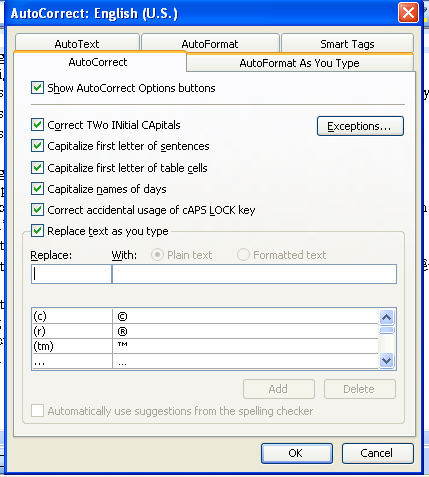 AutoCorrect: English (U.S.)
AutoText AutoFormat Smart Tags
AutoCorrect AutoFormat As You Type
Show AutoCorrect Options buttons
Correct TWo INitial CApitals Exceptions...
Capitalize first letter of sentences
Capitalize first letter of table cells
Capitalize names of days
Correct accidental usage of cAPS LOCK key
Replace text as you type
Replace: With: Plain text Formatted text
(c) ©
(r) ®
(tm) ™
... ...
Add Delete
Automatically use suggestions from the spelling checker
OK Cancel